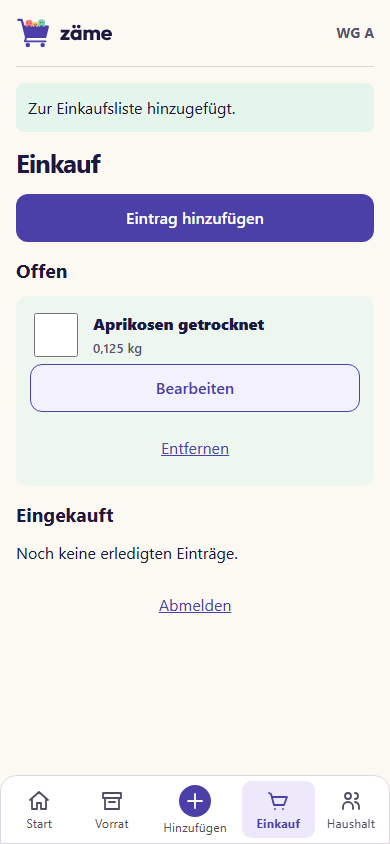 zäme
WG A
Zur Einkaufsliste hinzugefügt.
Einkauf
Eintrag hinzufügen
Offen
Aprikosen getrocknet
0,125 kg
Bearbeiten
Entfernen
Eingekauft
Noch keine erledigten Einträge.
Abmelden
Start
Vorrat
Hinzufügen
Einkauf
Haushalt